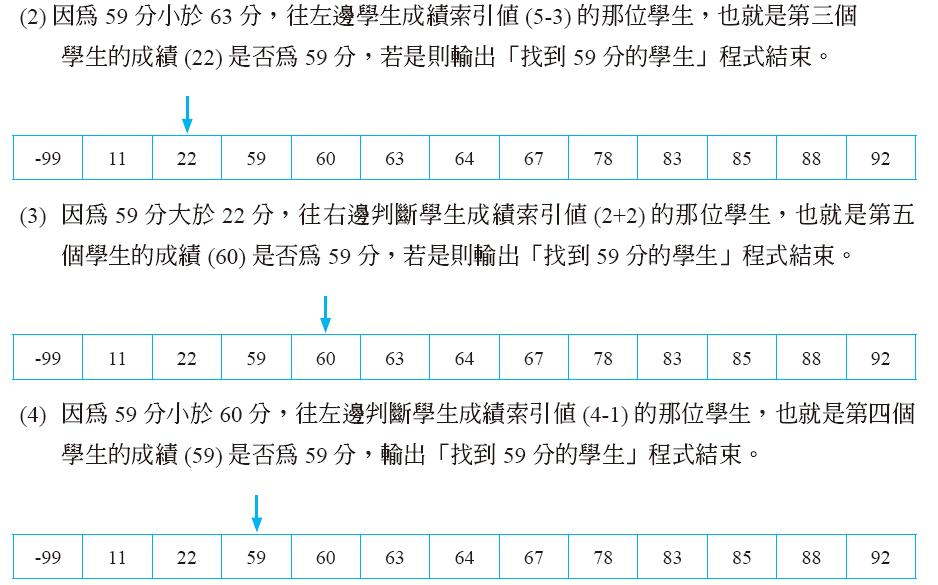 (2) 因爲 59 分小於 63 分，往左邊學生成績索引值 (5-3) 的那位學生，也就是第三個
學生的成績 (22) 是否爲 59 分，若是則輸出「找到 59 分的學生」程式結束。
-99 11 22 59 60 63 64 67 78 83 85 88 92
(3) 因爲 59 分大於 22 分，往右邊判斷學生成績索引值 (2+2) 的那位學生，也就是第五
個學生的成績 (60) 是否爲 59 分，若是則輸出「找到 59 分的學生」程式結束。
-99 11 22 59 60 63 64 67 78 83 85 88 92
(4) 因爲 59 分小於 60 分，往左邊判斷學生成績索引值 (4-1) 的那位學生，也就是第四個
學生的成績 (59) 是否爲 59 分，輸出「找到 59 分的學生」程式結束。
-99 11 22 59 60 63 64 67 78 83 85 88 92